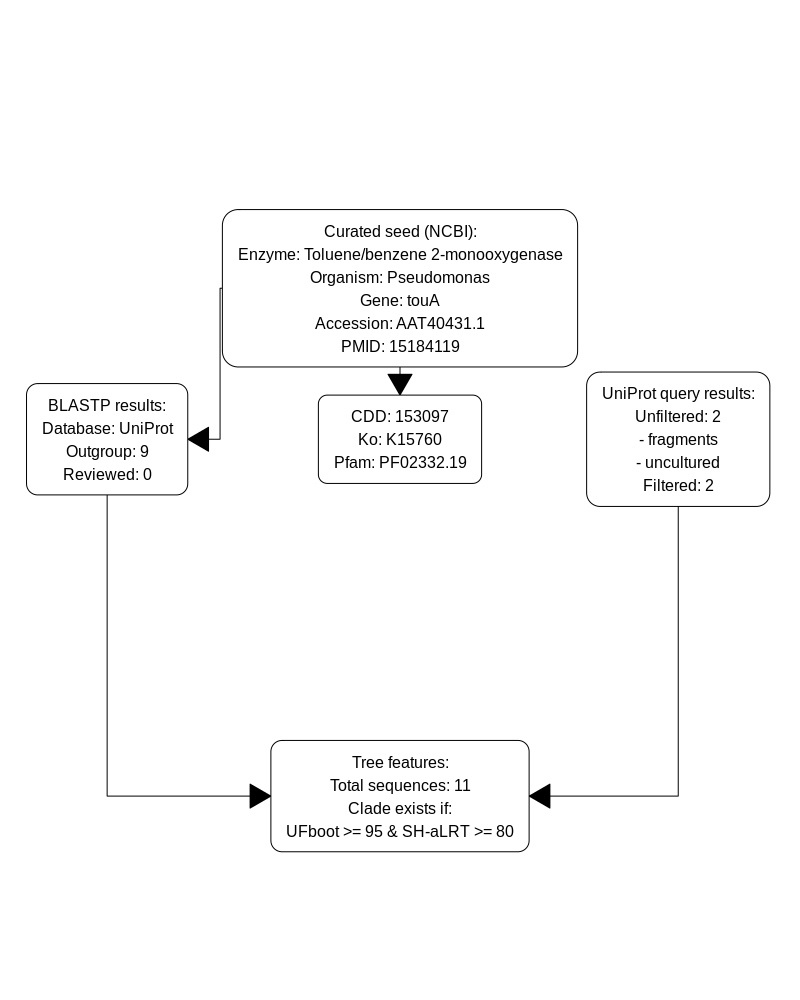 Curated seed (NCBI):
Enzyme: Toluene/benzene 2-monooxygenase
Organism: Pseudomonas
Gene: touA
Accession: AAT40431.1
PMID: 15184119
BLASTP results:
Database: UniProt
Outgroup: 9
Reviewed: 0
CDD: 153097
Ko: K15760
Pfam: PF02332.19
UniProt query results:
Unfiltered: 2
- fragments
- uncultured
Filtered: 2
Tree features:
Total sequences: 11
Clade exists if:
UFboot >= 95 & SH-aLRT >= 80